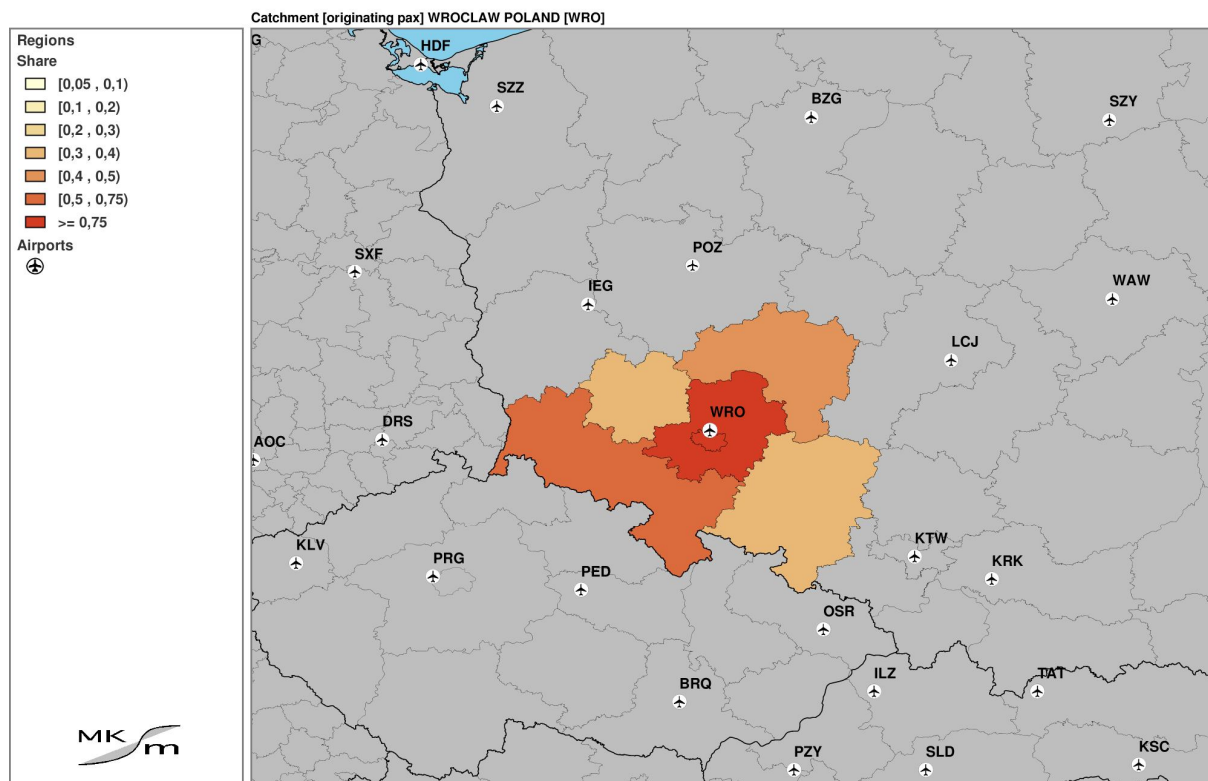 Catchment [originating pax] WROCLAW POLAND [WRO]
Regions
Share
[0,05 , 0,1)
[0,1 , 0,2)
[0,2 , 0,3)
[0,3 , 0,4)
[0,4 , 0,5)
[0,5 , 0,75)
>= 0,75
Airports
G
HDF
SZZ
BZG
SZY
SXF
POZ
IEG
WAW
LCJ
WRO
DRS
AOC
KLV
PRG
PED
KTW
KRK
OSR
BRQ
ILZ
TAT
PZY
SLD
KSC
MK
m